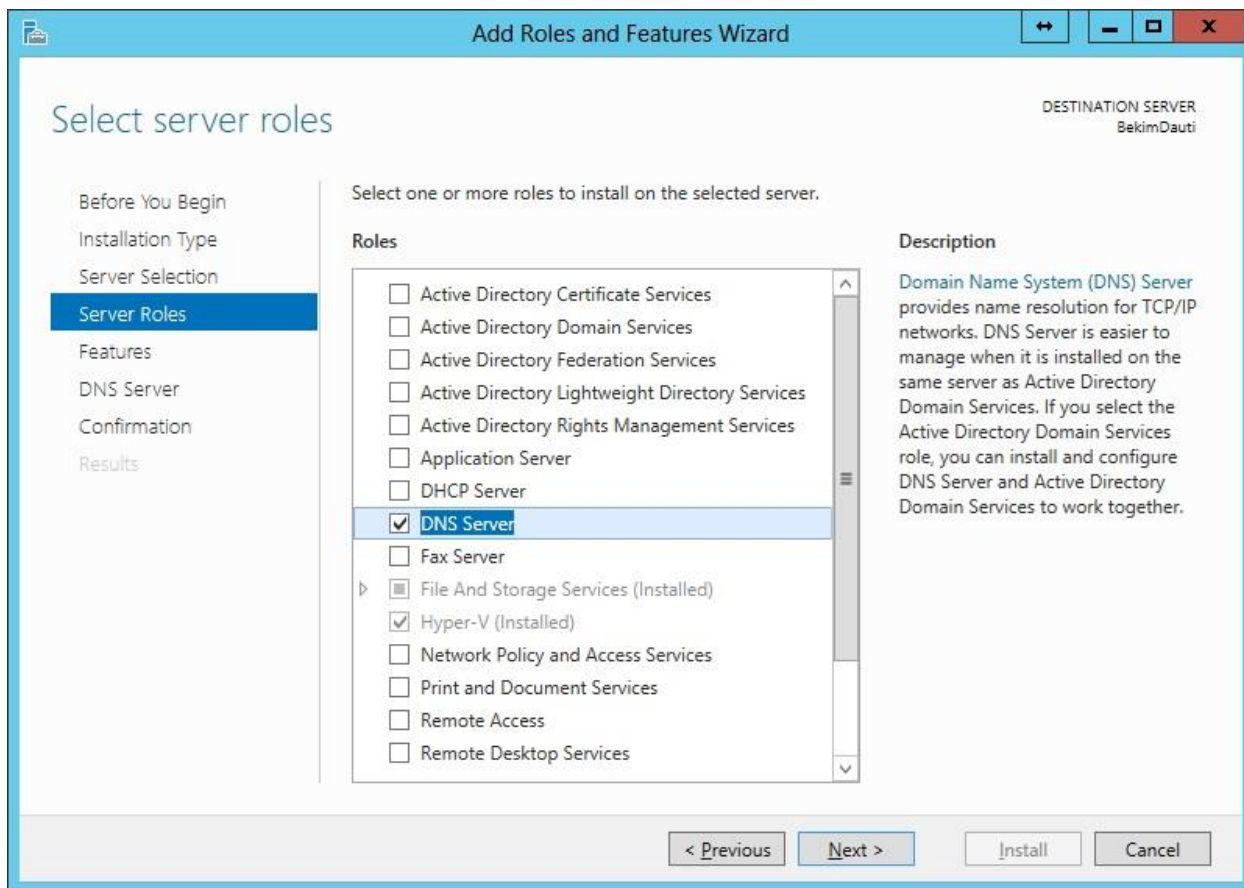 Add Roles and Features Wizard
Select server roles
DESTINATION SERVER
BekimDauti
Before You Begin
Installation Type
Server Selection
Server Roles
Features
DNS Server
Confirmation
Results
Select one or more roles to install on the selected server.
Roles
Active Directory Certificate Services
Active Directory Domain Services
Active Directory Federation Services
Active Directory Lightweight Directory Services
Active Directory Rights Management Services
Application Server
DHCP Server
DNS Server
Fax Server
File And Storage Services (Installed)
Hyper-V (Installed)
Network Policy and Access Services
Print and Document Services
Remote Access
Remote Desktop Services
Description
Domain Name System (DNS) Server
provides name resolution for TCP/IP
networks. DNS Server is easier to
manage when it is installed on the
same server as Active Directory
Domain Services. If you select the
Active Directory Domain Services
role, you can install and configure
DNS Server and Active Directory
Domain Services to work together.
< Previous
Next >
Install
Cancel